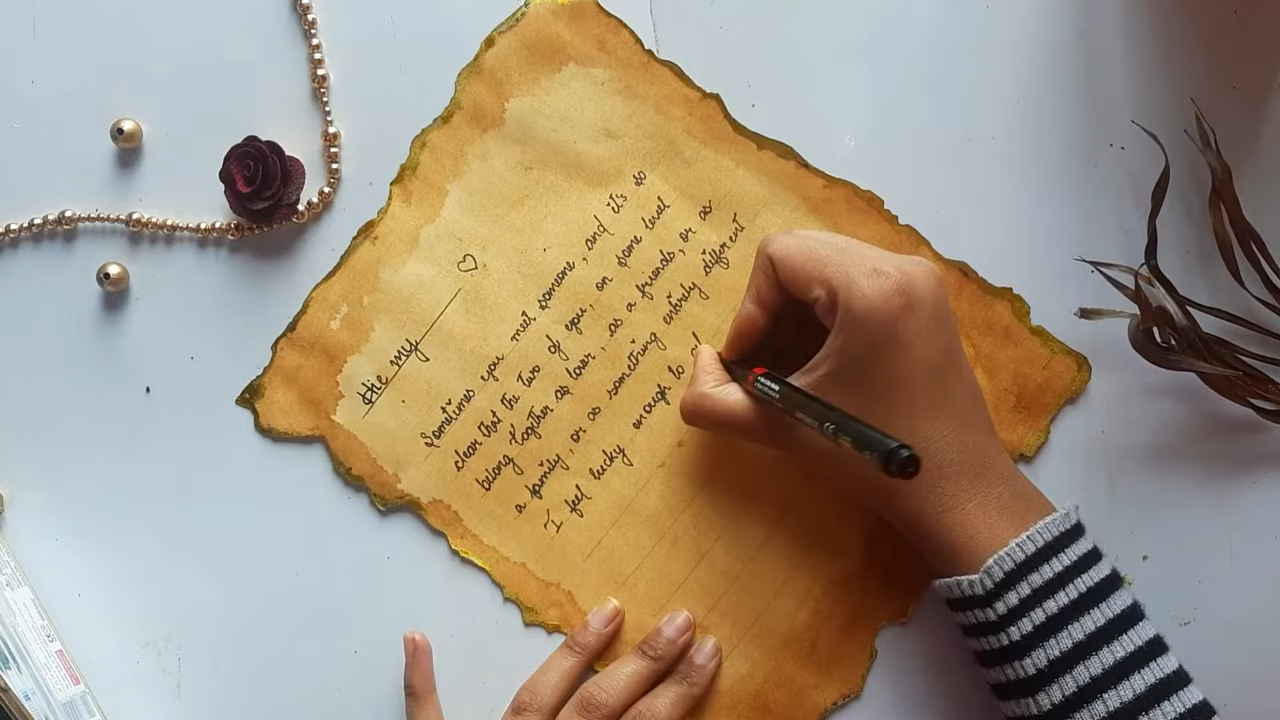 Hie my ♡
Sometimes you meet someone, and it's so
clear that the two of you, on some level
belong together as lover, as a friends, or as
a family, or as something entirely different
I feel lucky enough to